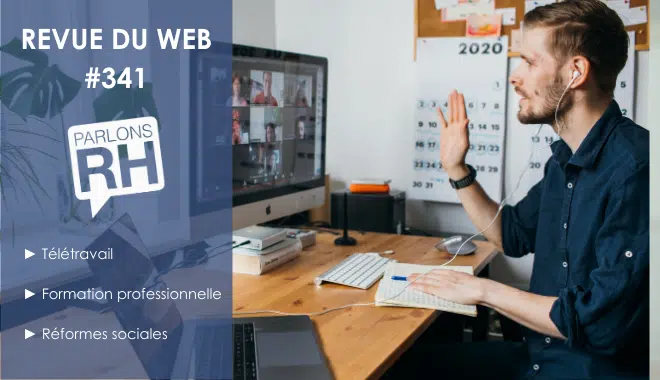 REVUE DU WEB
#341
PARLONS
RH
► Télétravail
► Formation professionnelle
► Réformes sociales
2020